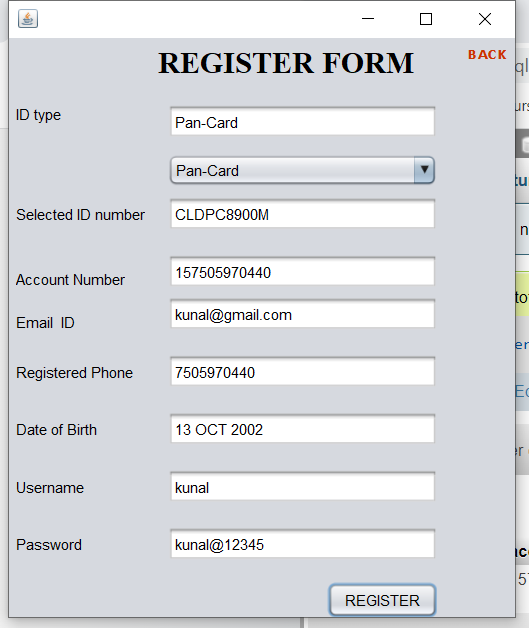 REGISTER FORM
BACK
ID type
Pan-Card
Pan-Card
Selected ID number
CLDPC8900M
Account Number
157505970440
Email ID
kunal@gmail.com
Registered Phone
7505970440
Date of Birth
13 OCT 2002
Username
kunal
Password
kunal@12345
REGISTER